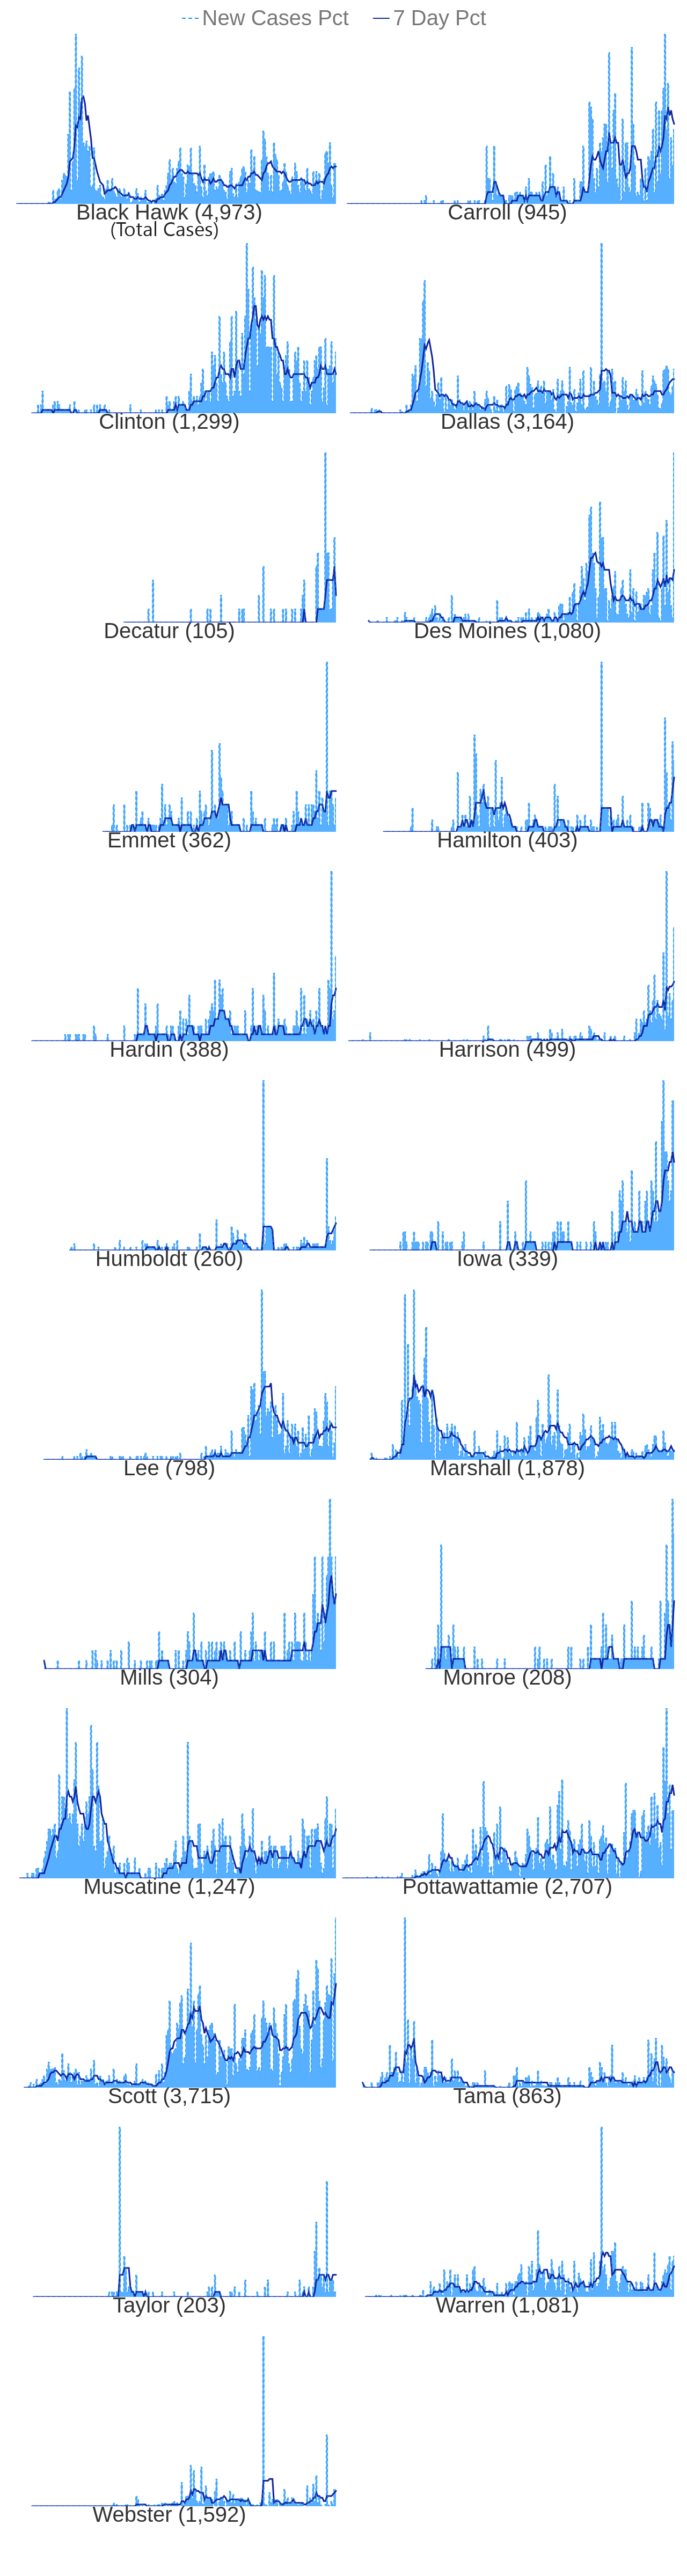 New Cases Pct 7 Day Pct
Black Hawk (4,973) Carroll (945)
(Total Cases)
Clinton (1,299) Dallas (3,164)
Decatur (105) Des Moines (1,080)
Emmet (362) Hamilton (403)
Hardin (388) Harrison (499)
Humboldt (260) Iowa (339)
Lee (798) Marshall (1,878)
Mills (304) Monroe (208)
Muscatine (1,247) Pottawattamie (2,707)
Scott (3,715) Tama (863)
Taylor (203) Warren (1,081)
Webster (1,592)